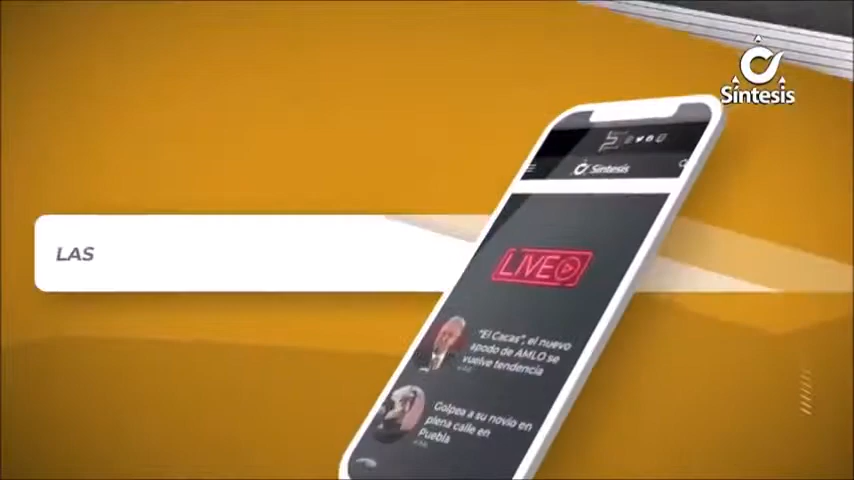 Síntesis
Síntesis
LIVE
LAS
"El Cacas", el nuevo
apodo de AMLO se
vuelve tendencia
Golpea a su novio en
plena calle en
Puebla